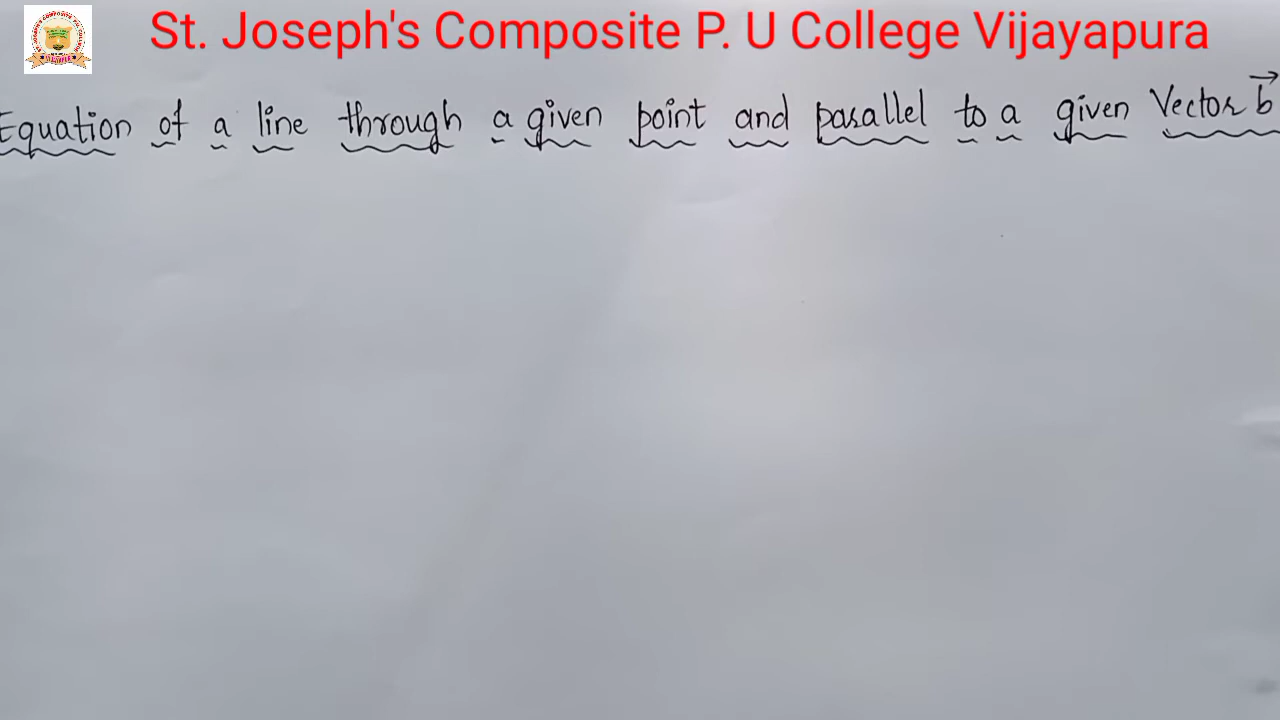 St. Joseph's Composite P. U College Vijayapura
Equation of a line through a given point and parallel to a given Vector b⃗